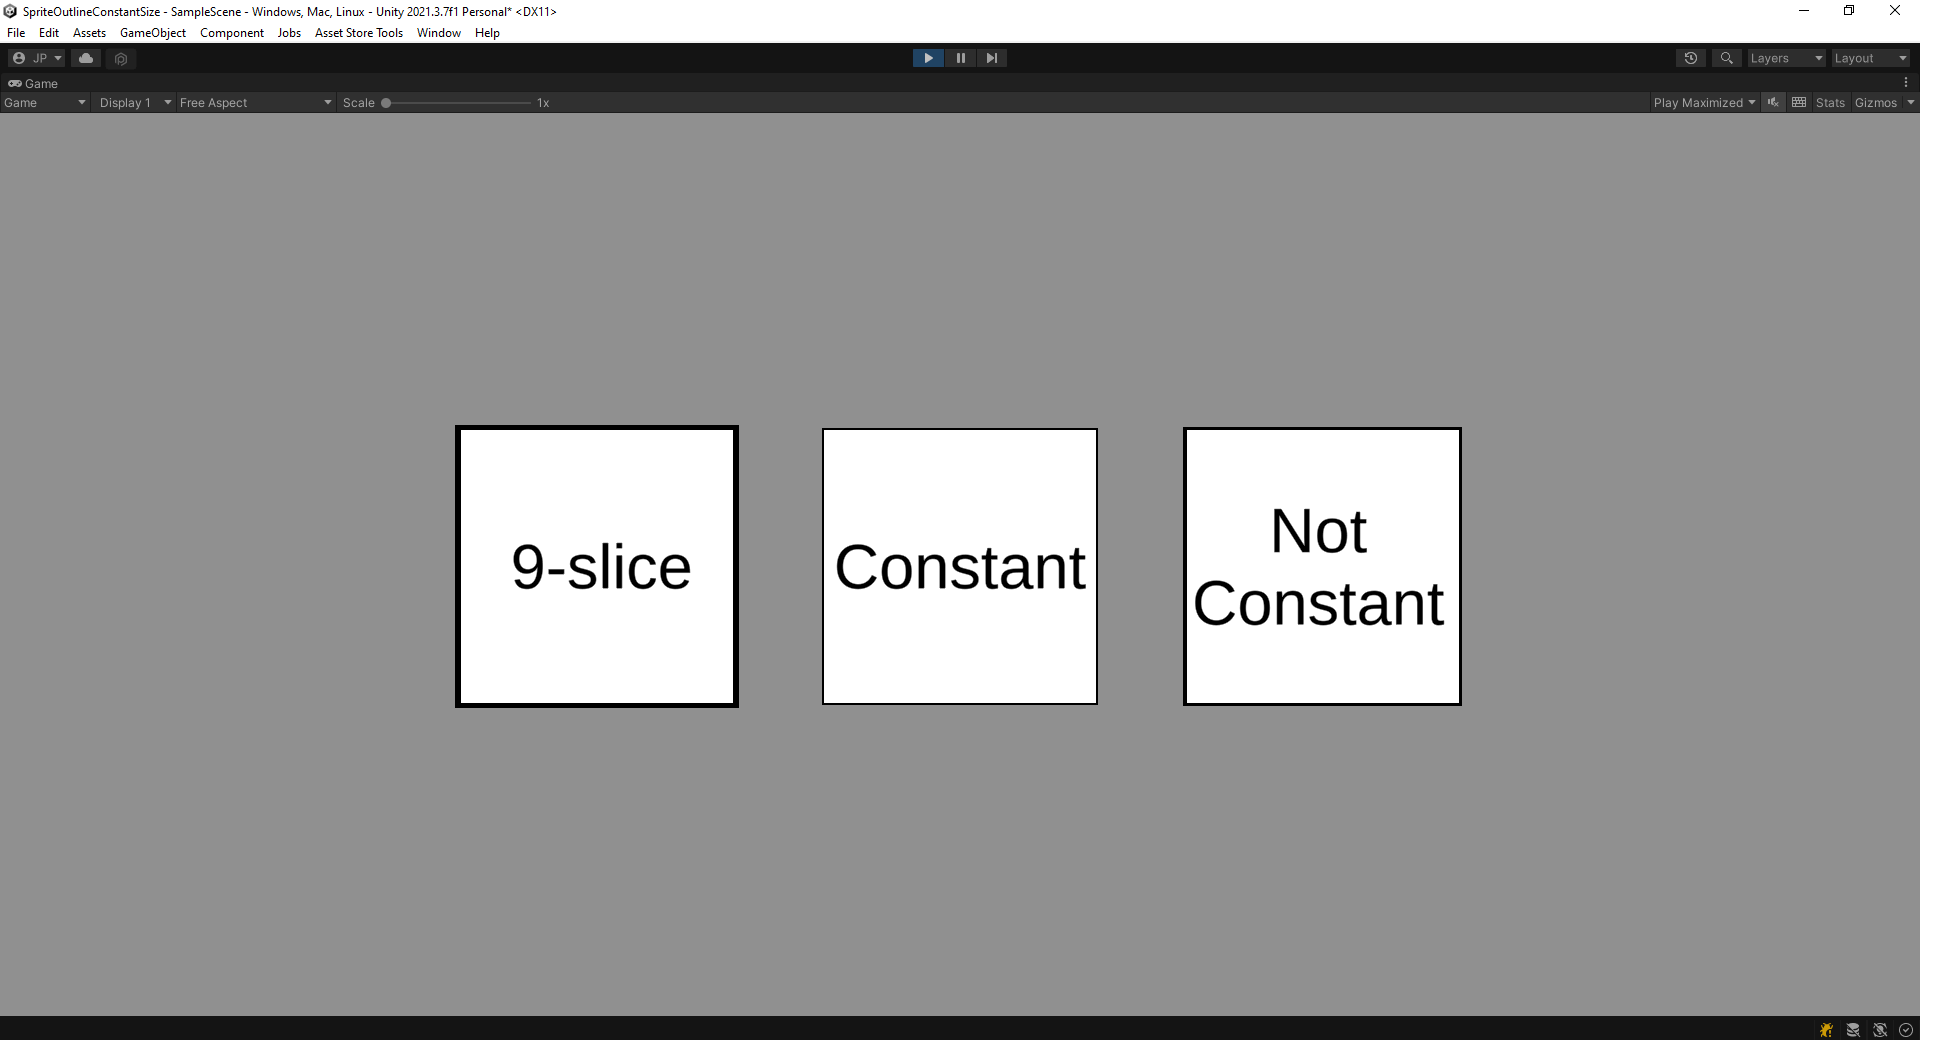 SpriteOutlineConstantSize - SampleScene - Windows, Mac, Linux - Unity 2021.3.7f1 Personal* <DX11>
File Edit Assets GameObject Component Jobs Asset Store Tools Window Help
JP Layers Layout
Game
Game Display 1 Free Aspect Scale 1x Play Maximized Stats Gizmos
9-slice
Constant
Not
Constant